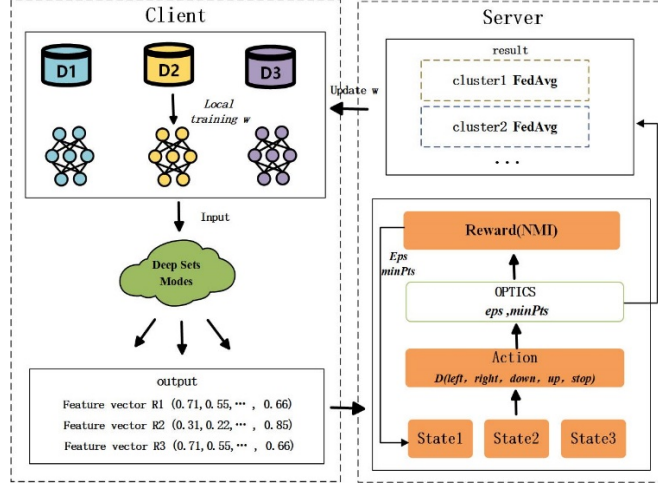 Client
D1
D2
D3
Local
training w
Input
Deep Sets
Modes
output
Feature vector R1 (0.71,0.55,⋯, 0.66)
Feature vector R2 (0.31,0.22,⋯, 0.85)
Feature vector R3 (0.71,0.55,⋯, 0.66)
Update w
Server
result
cluster1 FedAvg
cluster2 FedAvg
...
Reward(NMI)
Eps
minPts
OPTICS
eps ,minPts
Action
D(left, right, down, up, stop)
State1
State2
State3